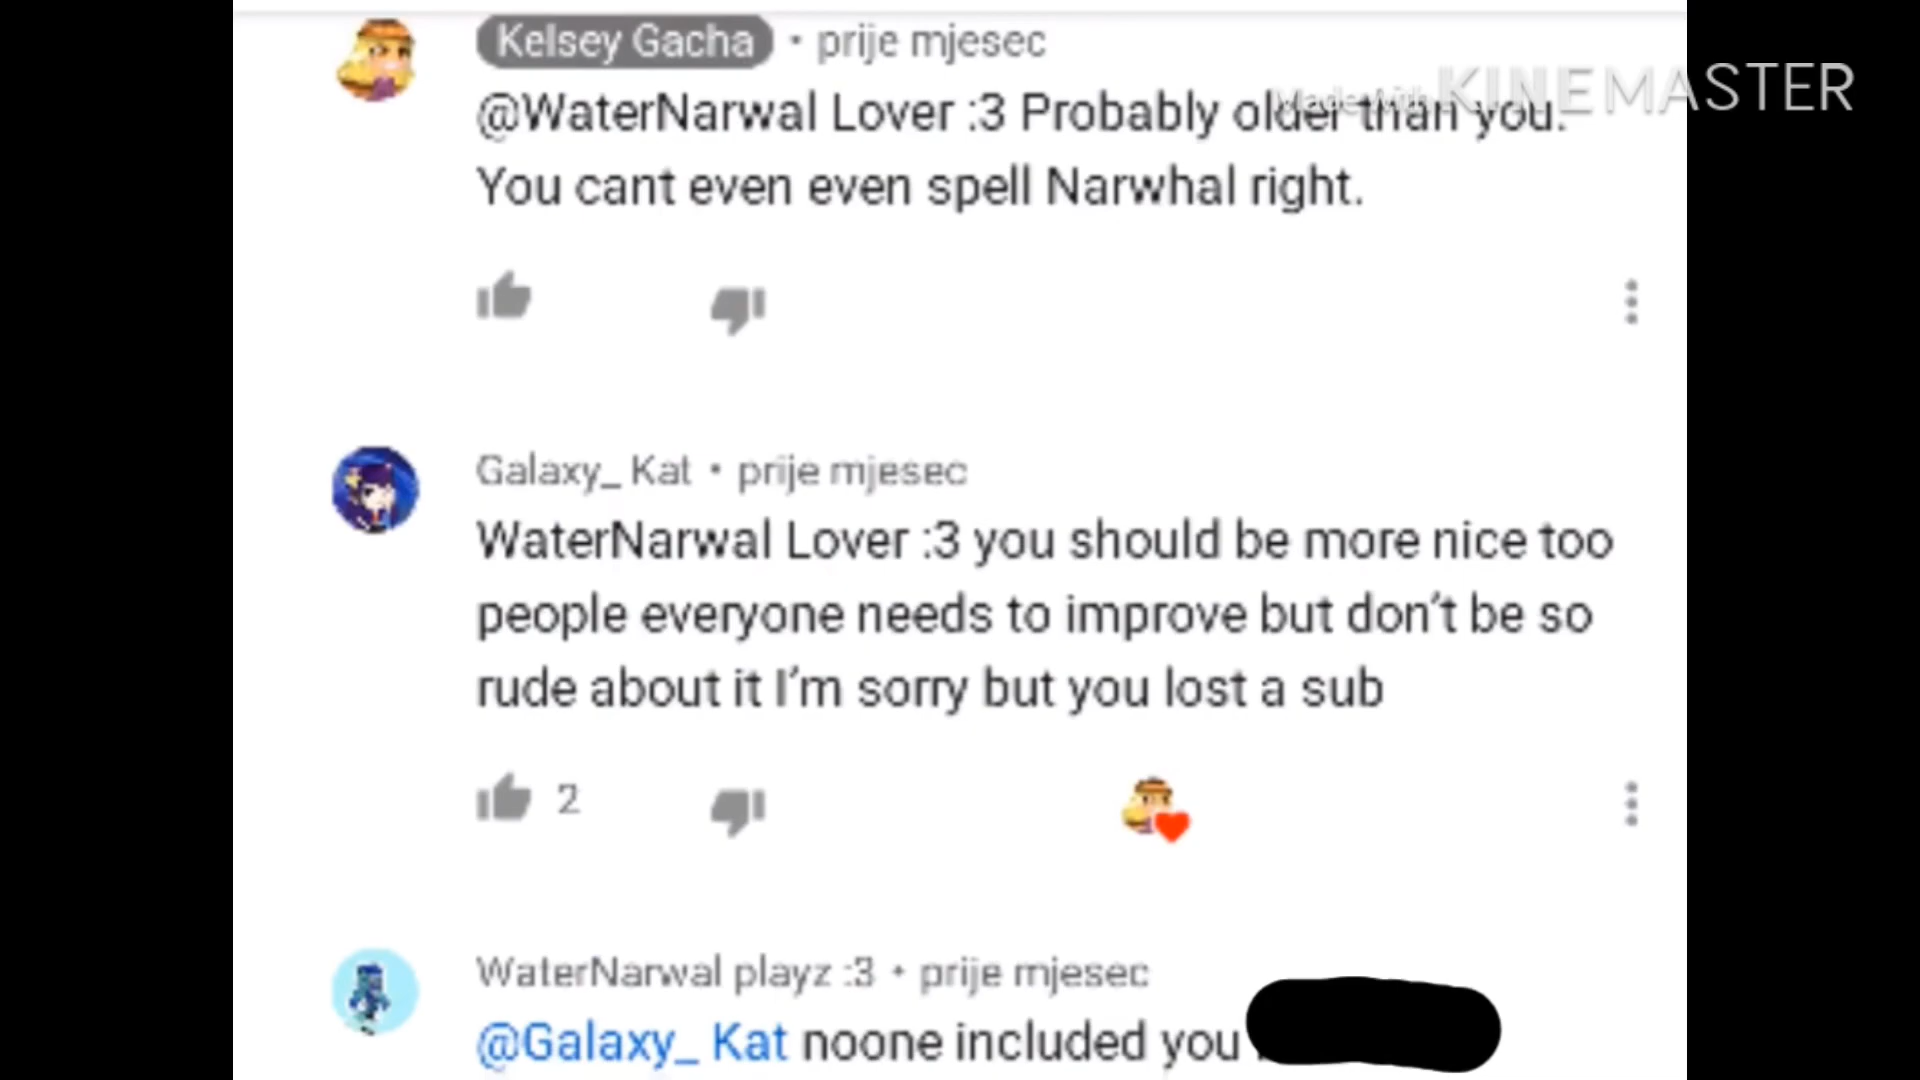 Kelsey Gacha • prije mjesec
Made with KINEMASTER
@WaterNarwal Lover :3 Probably older than you.
You cant even even spell Narwhal right.
Galaxy_ Kat • prije mjesec
WaterNarwal Lover :3 you should be more nice too
people everyone needs to improve but don't be so
rude about it I'm sorry but you lost a sub
2
WaterNarwal playz :3 • prije mjesec
@Galaxy_ Kat noone included you